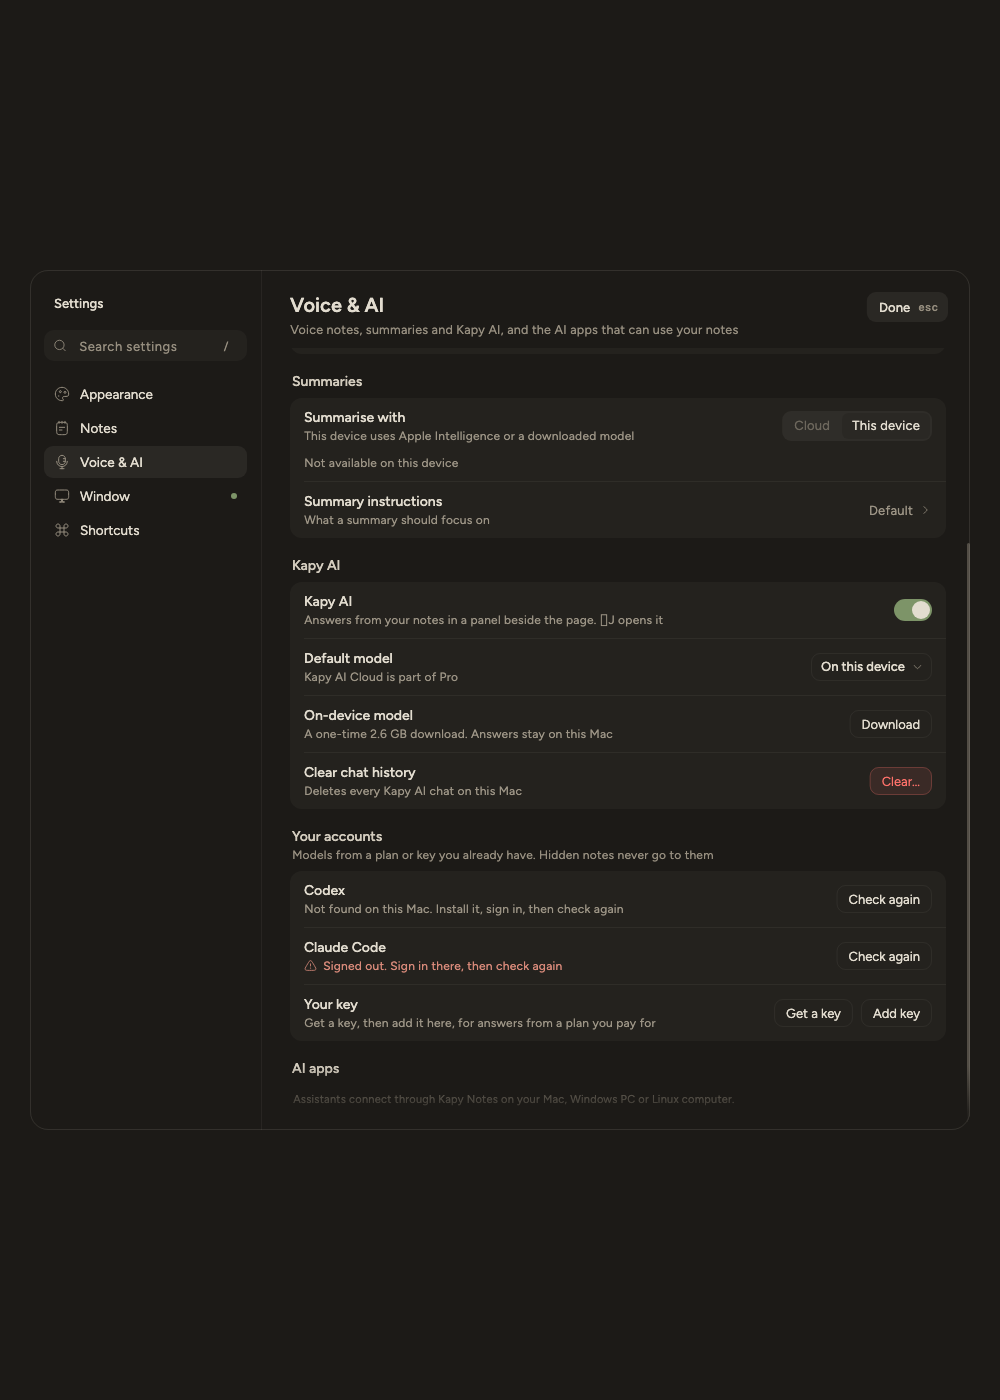 Settings
Search settings /
Appearance
Notes
Voice & AI
Window
Shortcuts
Voice & AI
Voice notes, summaries and Kapy AI, and the AI apps that can use your notes
Done esc
Summaries
Summarise with
This device uses Apple Intelligence or a downloaded model
Cloud This device
Not available on this device
Summary instructions
What a summary should focus on
Default
Kapy AI
Kapy AI
Answers from your notes in a panel beside the page. ▯J opens it
Default model
Kapy AI Cloud is part of Pro
On this device
On-device model
A one-time 2.6 GB download. Answers stay on this Mac
Download
Clear chat history
Deletes every Kapy AI chat on this Mac
Clear...
Your accounts
Models from a plan or key you already have. Hidden notes never go to them
Codex
Not found on this Mac. Install it, sign in, then check again
Check again
Claude Code
Signed out. Sign in there, then check again
Check again
Your key
Get a key, then add it here, for answers from a plan you pay for
Get a key Add key
AI apps
Assistants connect through Kapy Notes on your Mac, Windows PC or Linux computer.